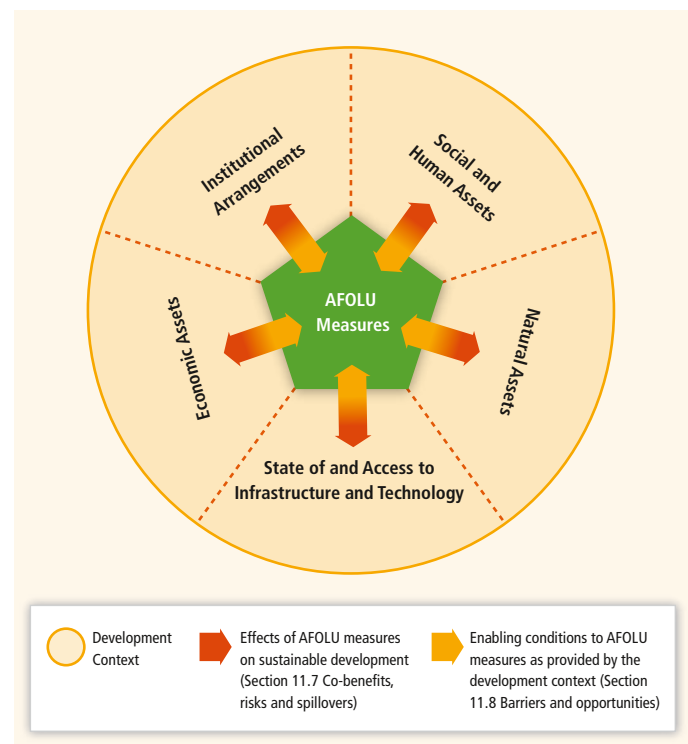 Institutional
Arrangements
Social and
Human Assets
AFOLU
Measures
Economic Assets
Natural Assets
State of and Access to
Infrastructure and Technology
Development
Context
Effects of AFOLU measures
on sustainable development
(Section 11.7 Co-benefits,
risks and spillovers)
Enabling conditions to AFOLU
measures as provided by the
development context (Section
11.8 Barriers and opportunities)